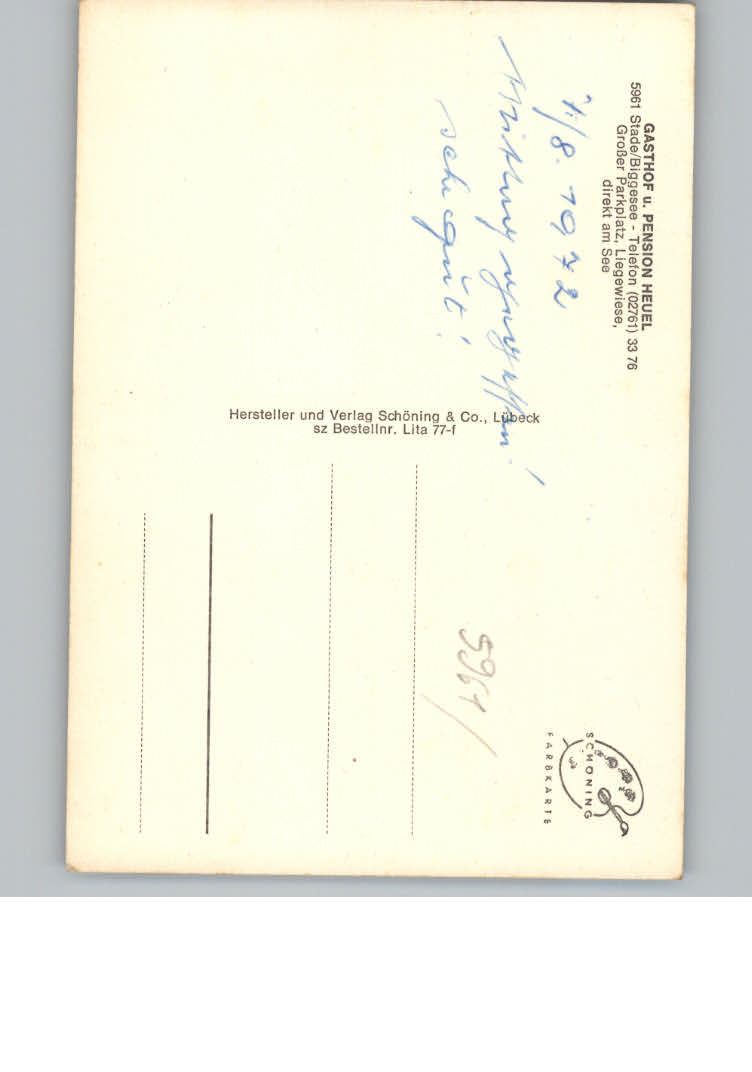 GASTHOF u. PENSION HEUEL
5961 Stade/Biggesee - Telefon (02761) 33 76
Großer Parkplatz, Liegewiese,
direkt am See
8. 1972
sehr gut!
Hersteller und Verlag Schöning & Co., Lübeck
sz Bestellnr. Lita 77-f
5961
SCHÖNING
FARBKARTE